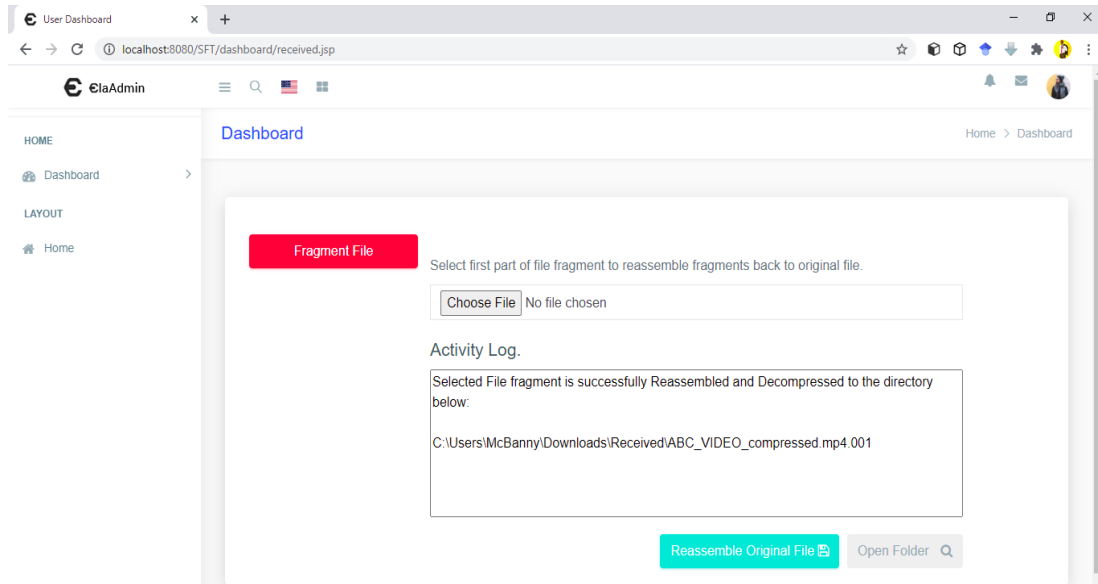 User Dashboard
localhost:8080/SFT/dashboard/received.jsp
ElaAdmin
HOME
Dashboard
LAYOUT
Home
Dashboard
Home > Dashboard
Fragment File
Select first part of file fragment to reassemble fragments back to original file.
Choose File No file chosen
Activity Log.
Selected File fragment is successfully Reassembled and Decompressed to the directory
below:
C:\Users\McBanny\Downloads\Received\ABC_VIDEO_compressed.mp4.001
Reassemble Original File
Open Folder